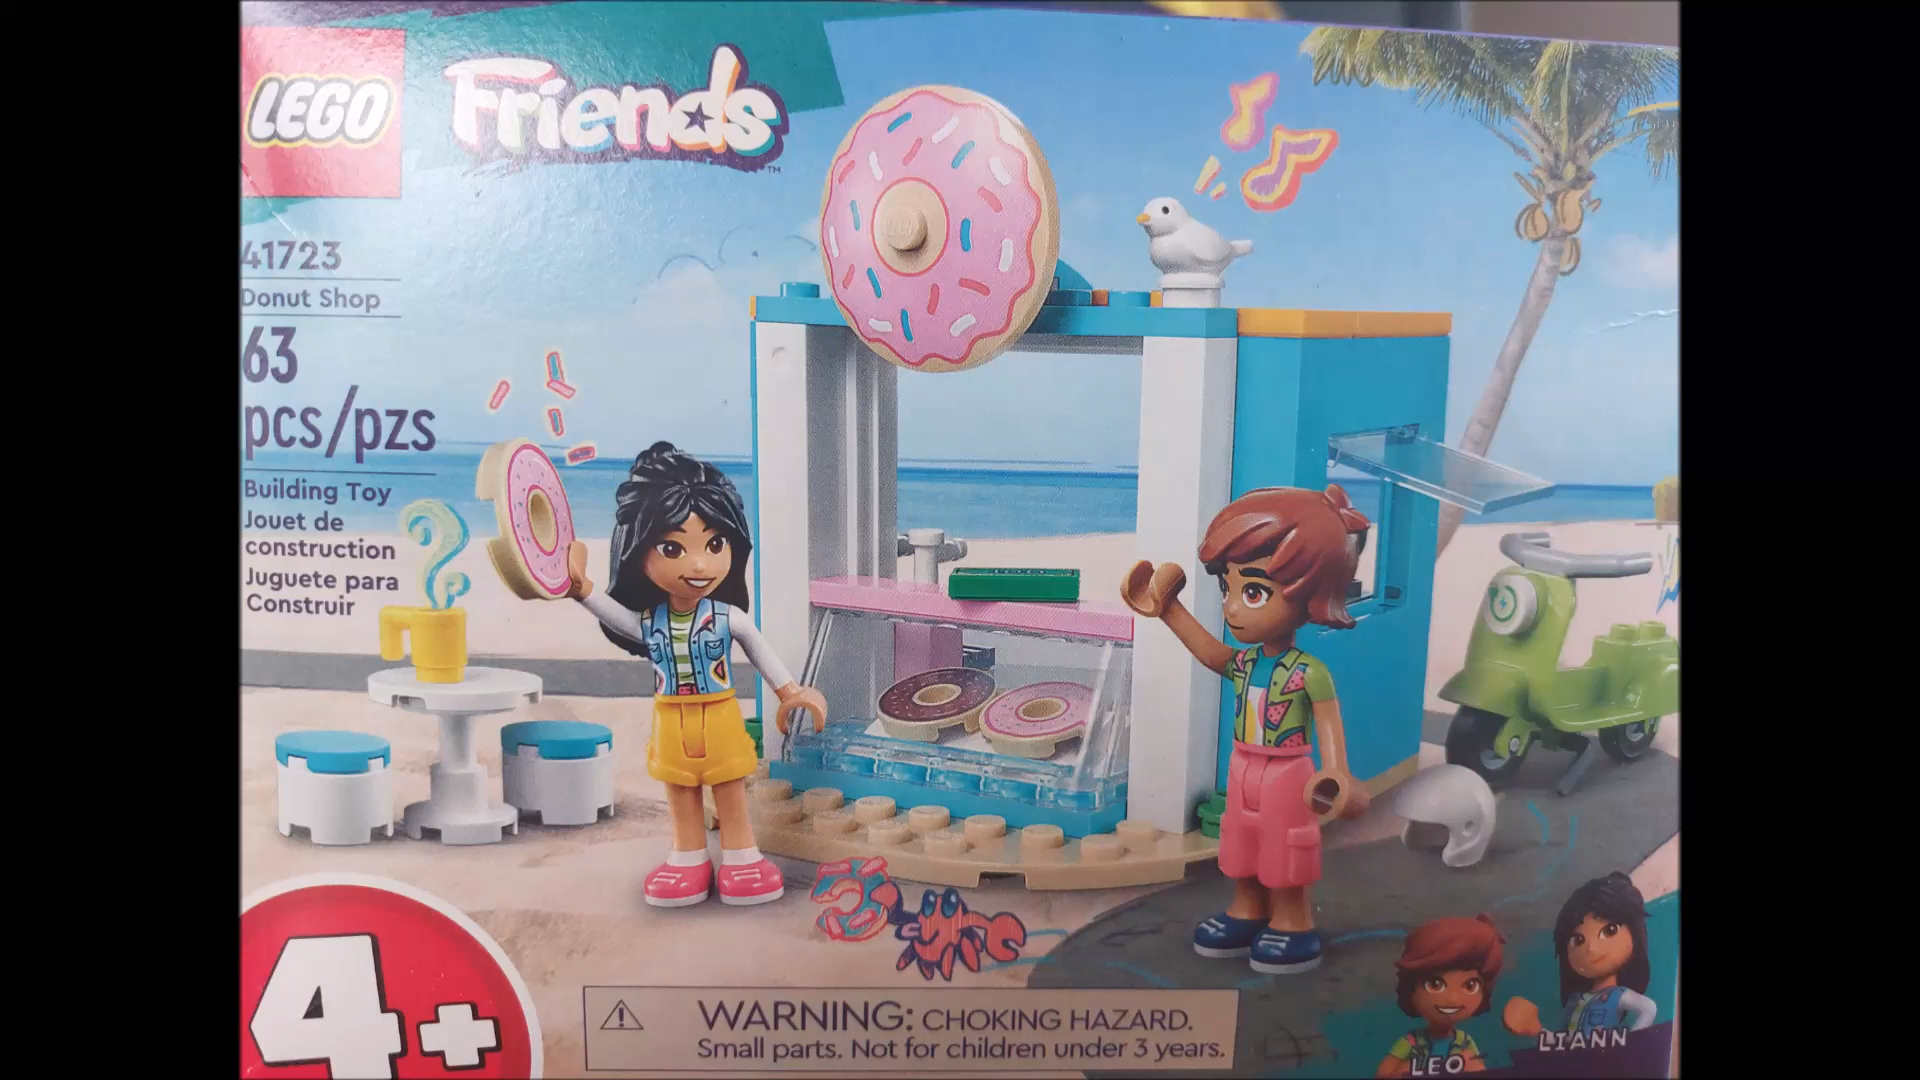 LEGO
Friends
™
41723
Donut Shop
63
pcs/pzs
Building Toy
Jouet de
construction
Juguete para
Construir
4+
WARNING: CHOKING HAZARD.
Small parts. Not for children under 3 years.
LEO
LIANN